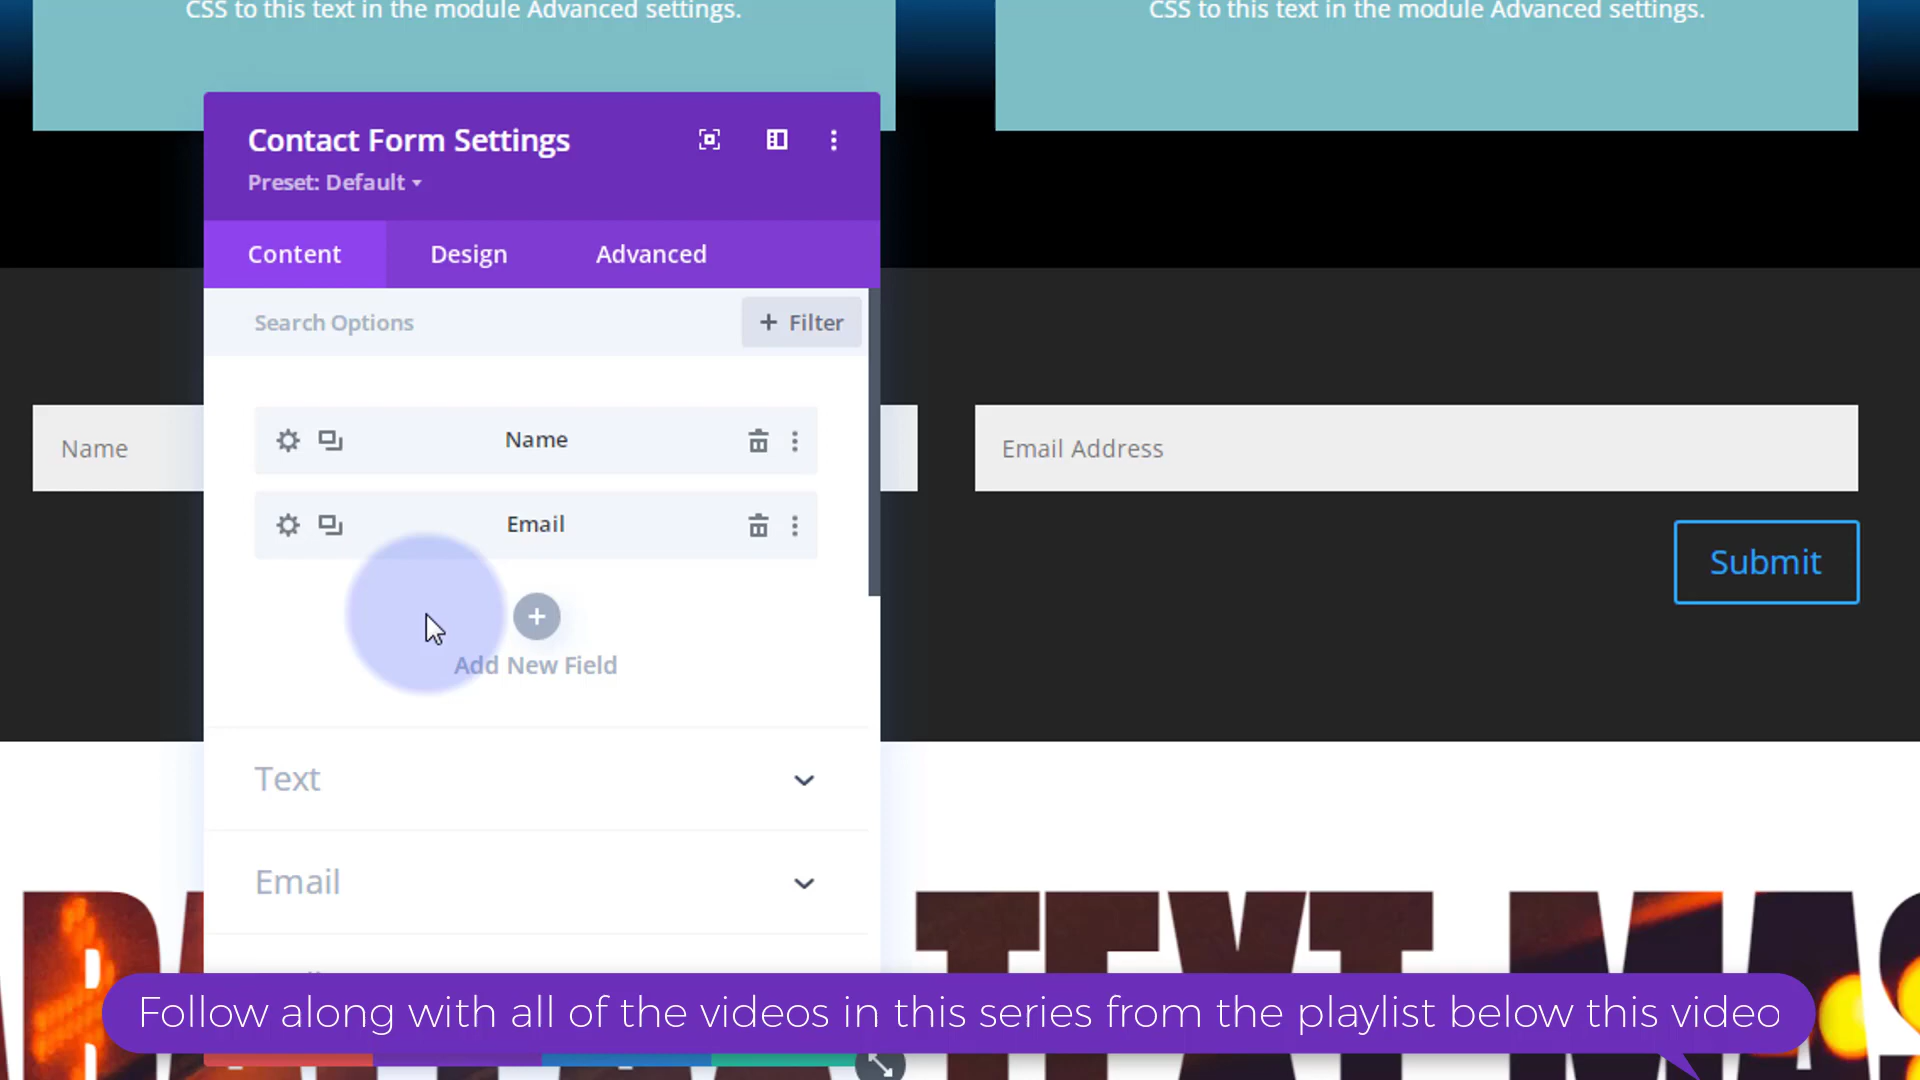 CSS to this text in the module Advanced settings.
CSS to this text in the module Advanced settings.
Contact Form Settings
Preset: Default
Content Design Advanced
Search Options
+ Filter
Name
Email
Add New Field
Text
Email
Name
Email Address
Submit
TEXT MAS
Follow along with all of the videos in this series from the playlist below this video